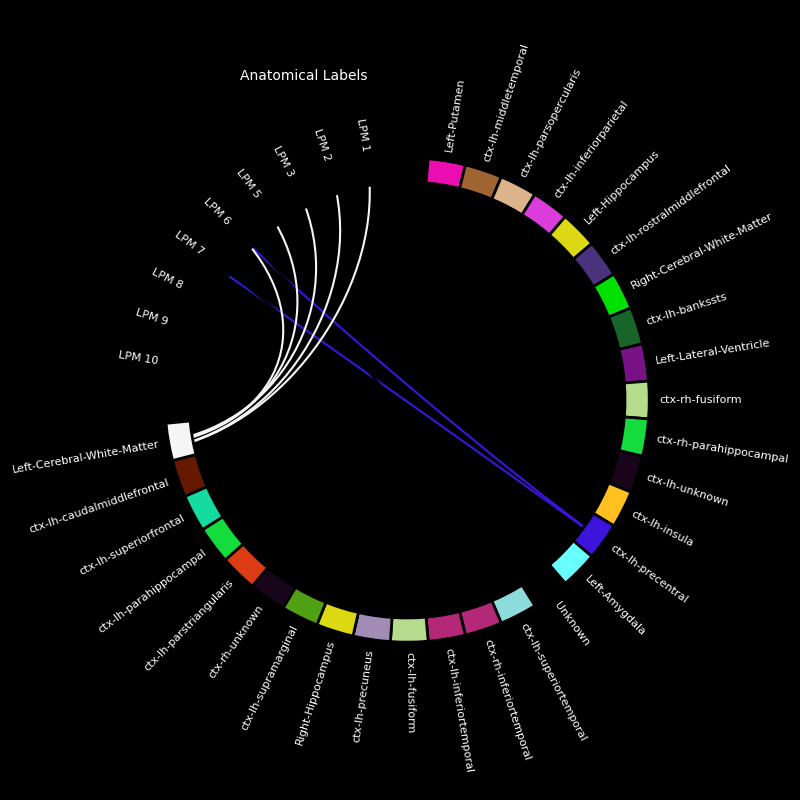 Anatomical Labels
LPM 1
LPM 2
LPM 3
LPM 5
LPM 6
LPM 7
LPM 8
LPM 9
LPM 10
Left-Cerebral-White-Matter
ctx-lh-caudalmiddlefrontal
ctx-lh-superiorfrontal
ctx-lh-parahippocampal
ctx-lh-parstriangularis
ctx-rh-unknown
ctx-lh-supramarginal
Right-Hippocampus
ctx-lh-precuneus
ctx-lh-fusiform
ctx-lh-inferiortemporal
ctx-rh-inferiortemporal
ctx-lh-superiortemporal
Unknown
Left-Amygdala
ctx-lh-precentral
ctx-lh-insula
ctx-lh-unknown
ctx-rh-parahippocampal
ctx-rh-fusiform
Left-Lateral-Ventricle
ctx-lh-bankssts
Right-Cerebral-White-Matter
ctx-lh-rostralmiddlefrontal
Left-Hippocampus
ctx-lh-inferiorparietal
ctx-lh-parsopercularis
ctx-lh-middletemporal
Left-Putamen